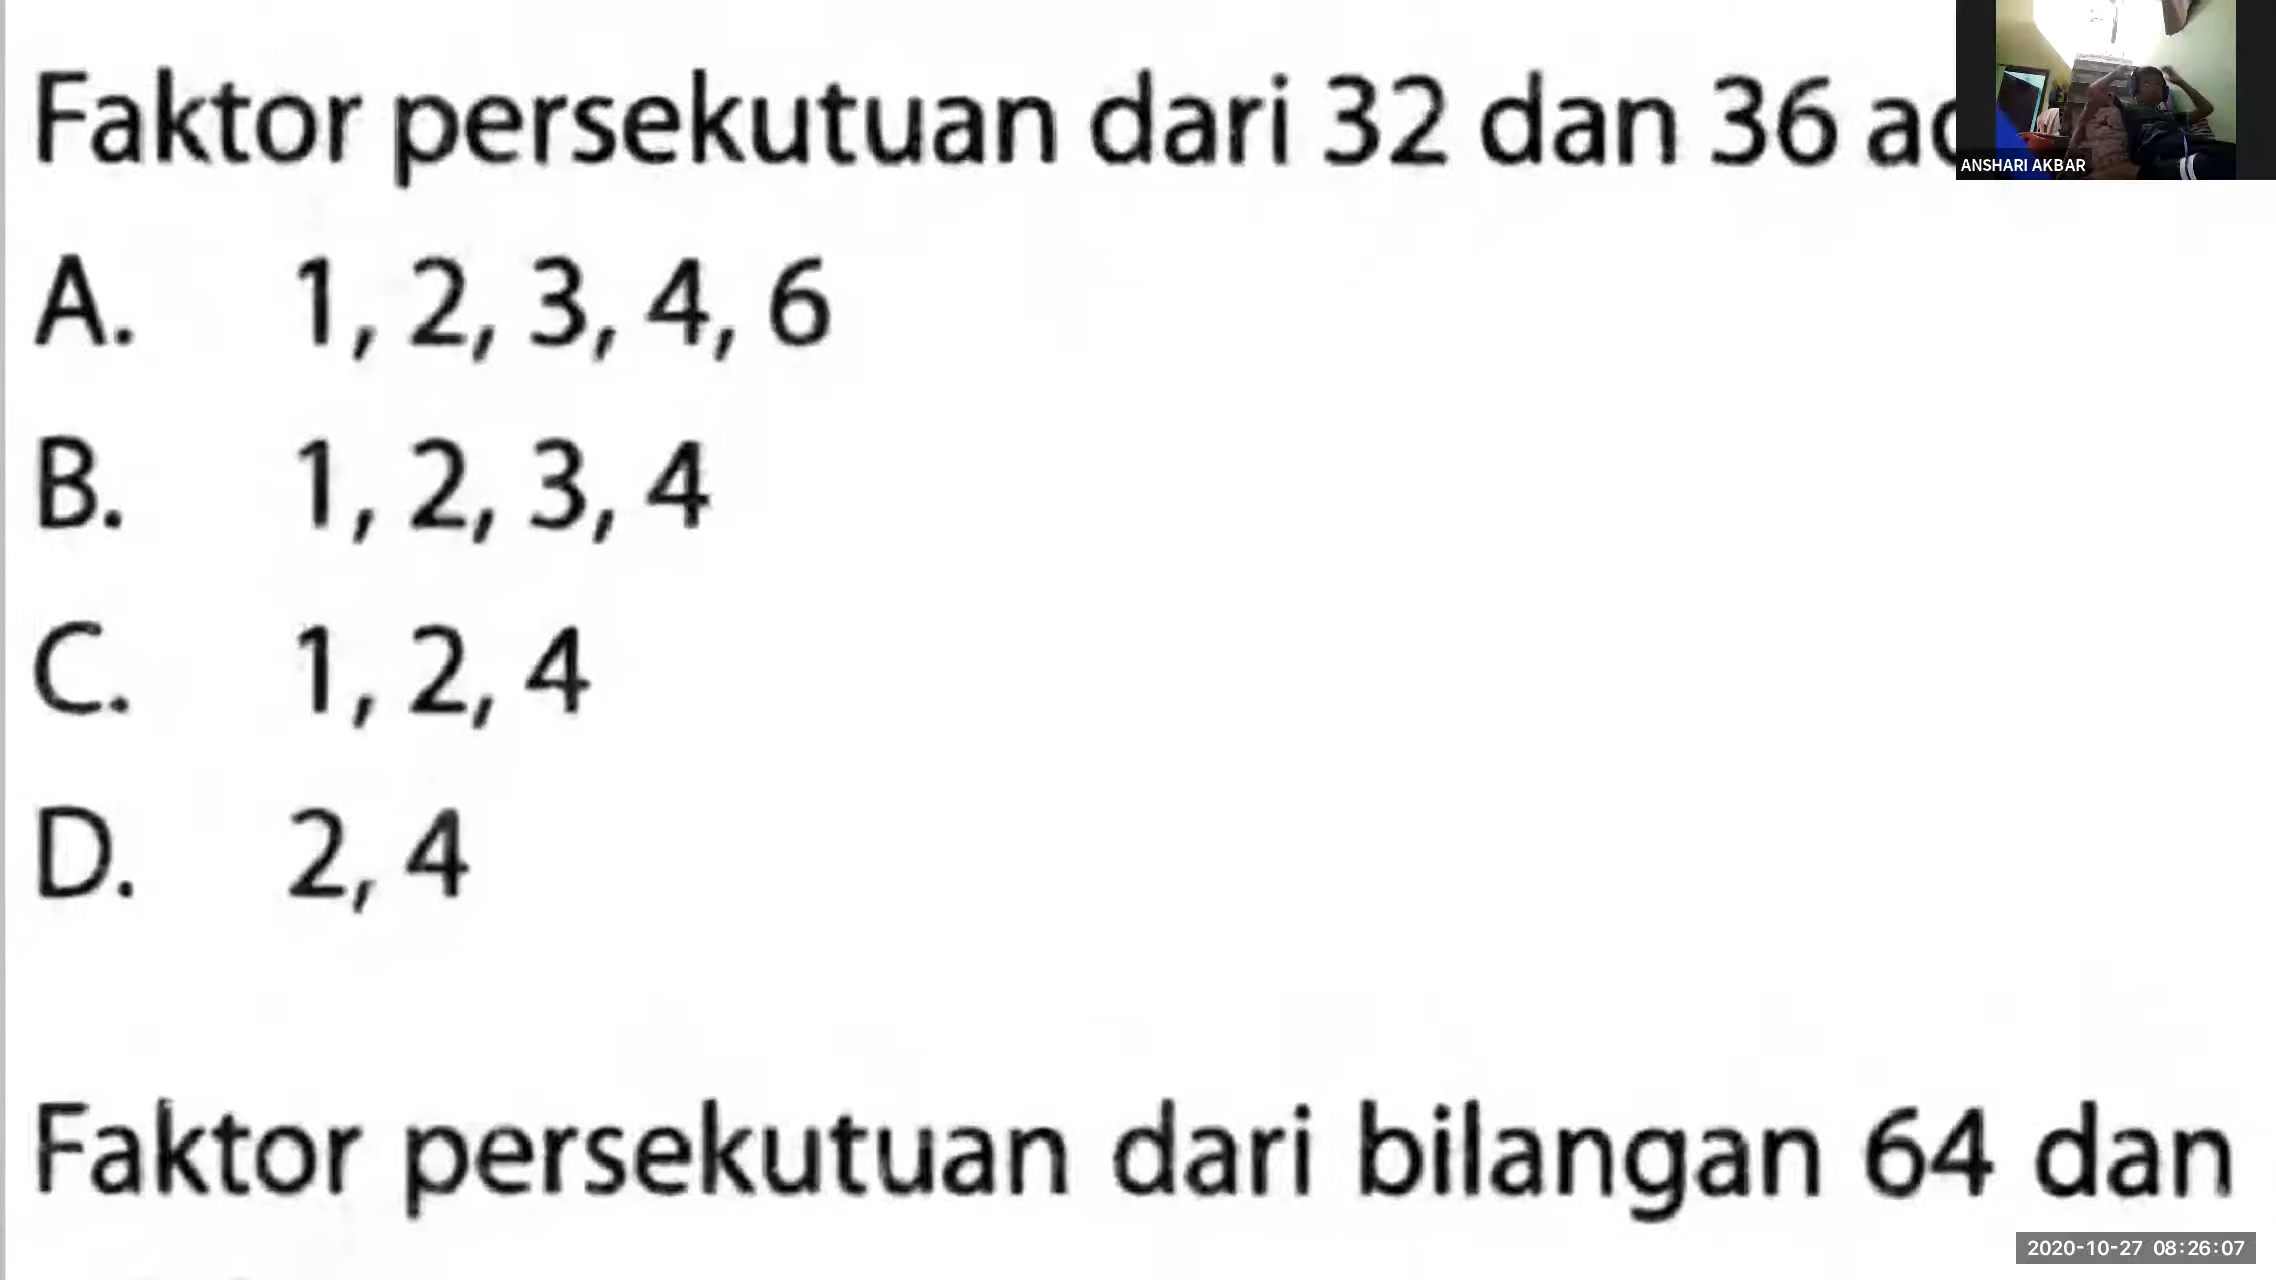 Faktor persekutuan dari 32 dan 36
ANSHARI AKBAR
A. 1, 2, 3, 4, 6
B. 1, 2, 3, 4
C. 1, 2, 4
D. 2, 4
Faktor persekutuan dari bilangan 64 dan
2020-10-27 08:26:07